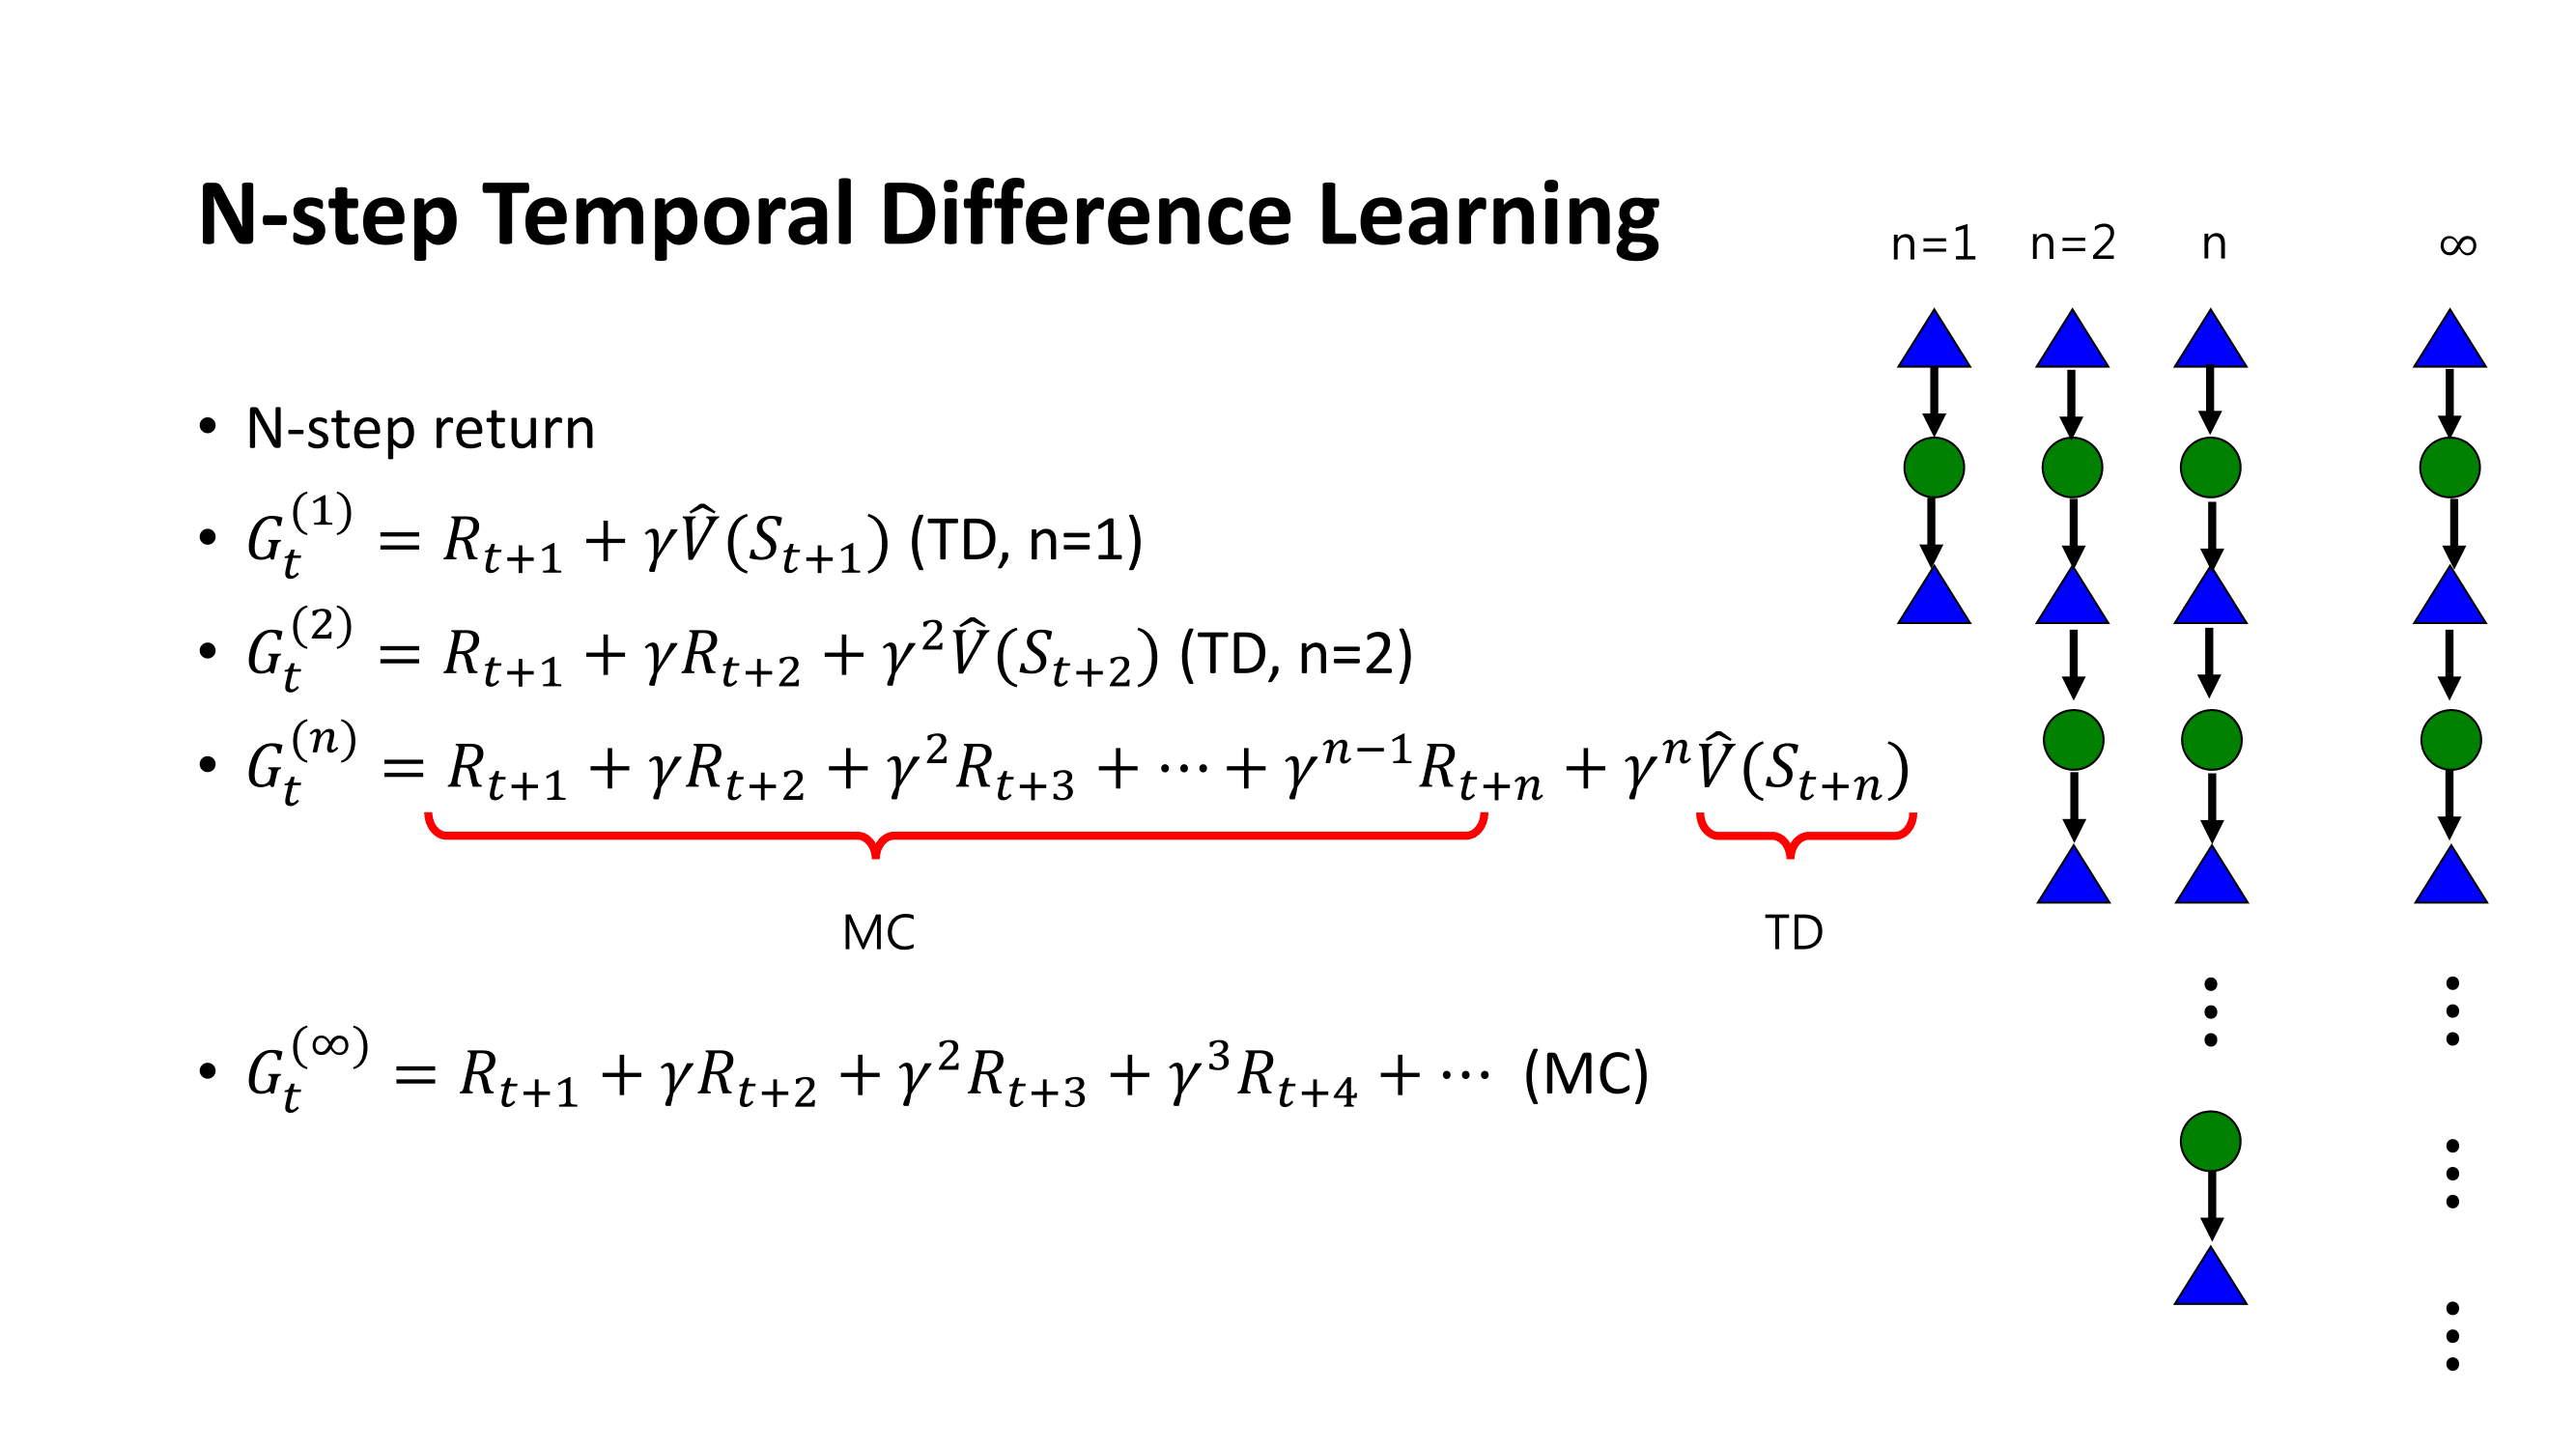 N-step Temporal Difference Learning
n=1 n=2 n ∞
• N-step return
• $G_t^{(1)} = R_{t+1} + \gamma \hat{V}(S_{t+1})$ (TD, n=1)
• $G_t^{(2)} = R_{t+1} + \gamma R_{t+2} + \gamma^2 \hat{V}(S_{t+2})$ (TD, n=2)
• $G_t^{(n)} = R_{t+1} + \gamma R_{t+2} + \gamma^2 R_{t+3} + \cdots + \gamma^{n-1} R_{t+n} + \gamma^n \hat{V}(S_{t+n})$
MC TD
• $G_t^{(\infty)} = R_{t+1} + \gamma R_{t+2} + \gamma^2 R_{t+3} + \gamma^3 R_{t+4} + \cdots$ (MC)